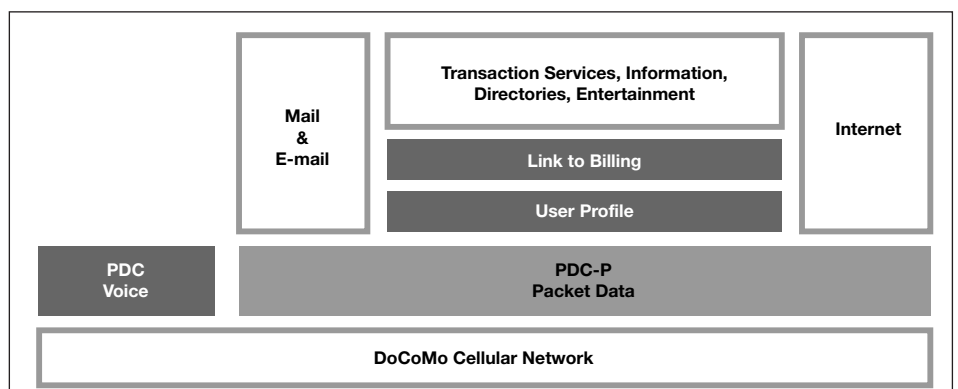 Mail
&
E-mail
Transaction Services, Information,
Directories, Entertainment
Link to Billing
User Profile
Internet
PDC
Voice
PDC-P
Packet Data
DoCoMo Cellular Network